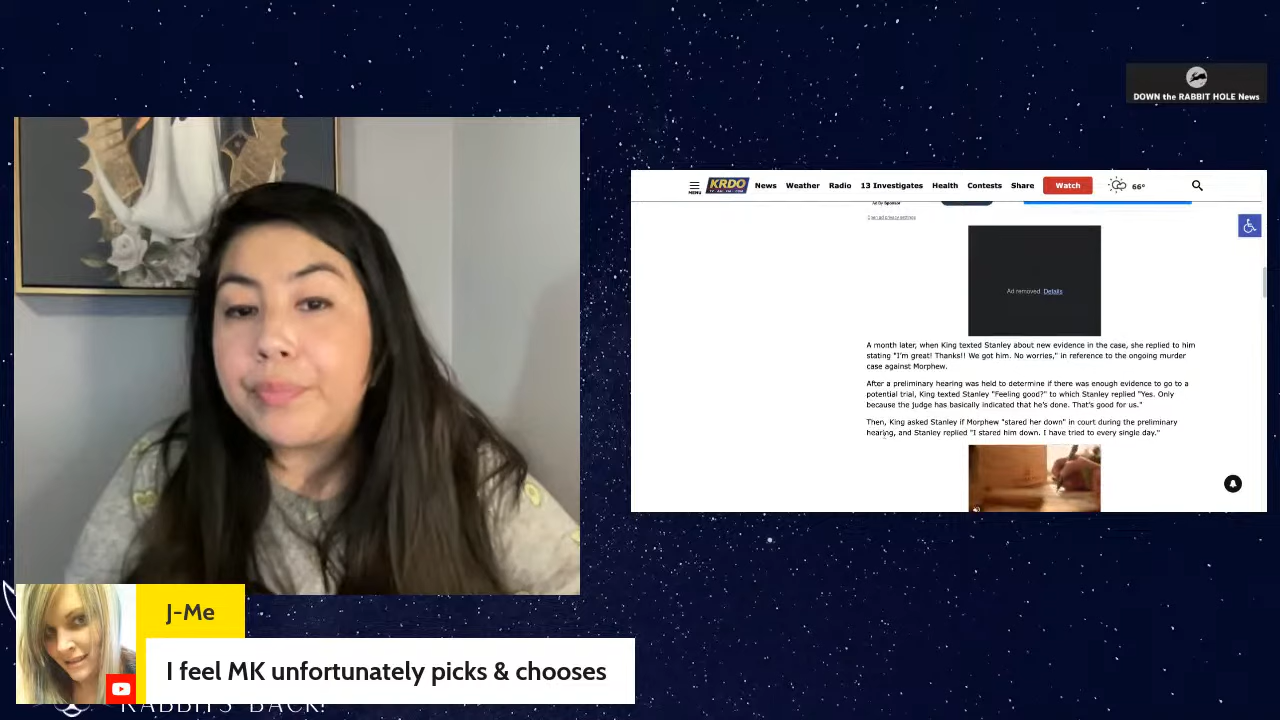 DOWN the RABBIT HOLE News
MENU
KRDO
News Weather Radio 13 Investigates Health Contests Share Watch 66°
Ad By Sponsor
Ad removed. Details
A month later, when King texted Stanley about new evidence in the case, she replied to him
stating "I'm great! Thanks!! We got him. No worries," in reference to the ongoing murder
case against Morphew.
After a preliminary hearing was held to determine if there was enough evidence to go to a
potential trial, King texted Stanley "Feeling good?" to which Stanley replied "Yes. Only
because the judge has basically indicated that he's done. That's good for us."
Then, King asked Stanley if Morphew "stared her down" in court during the preliminary
hearing, and Stanley replied "I stared him down. I have tried to every single day."
J-Me
I feel MK unfortunately picks & chooses
RABBITS BACK!